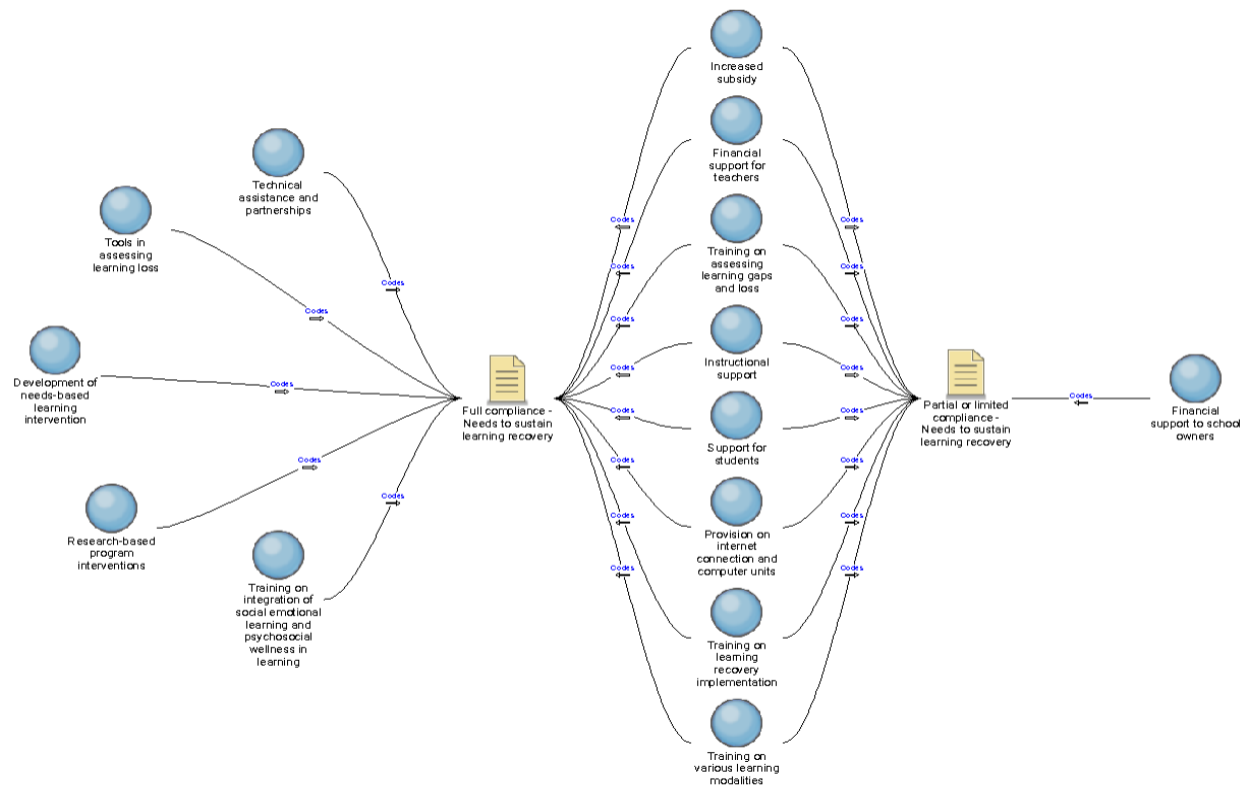 Increased
subsidy
Financial
support for
teachers
Technical
assistance and
partnerships
Tools in
assessing
learning loss
Codes
Codes
Training on
assessing
learning gaps
and loss
Codes
Codes
Codes
Codes
Codes
Codes
Codes
Instructional
support
Codes
Codes
Development of
needs-based
learning
intervention
Codes
Full compliance -
Needs to sustain
learning recovery
Codes
Codes
Partial or limited
compliance -
Needs to sustain
learning recovery
Codes
Financial
support to school
owners
Support for
students
Codes
Codes
Codes
Codes
Research-based
program
interventions
Codes
Provision on
internet
connection and
computer units
Codes
Codes
Training on
integration of
social emotional
learning and
psychosocial
wellness in
learning
Codes
Codes
Training on
learning
recovery
implementation
Training on
various learning
modalities